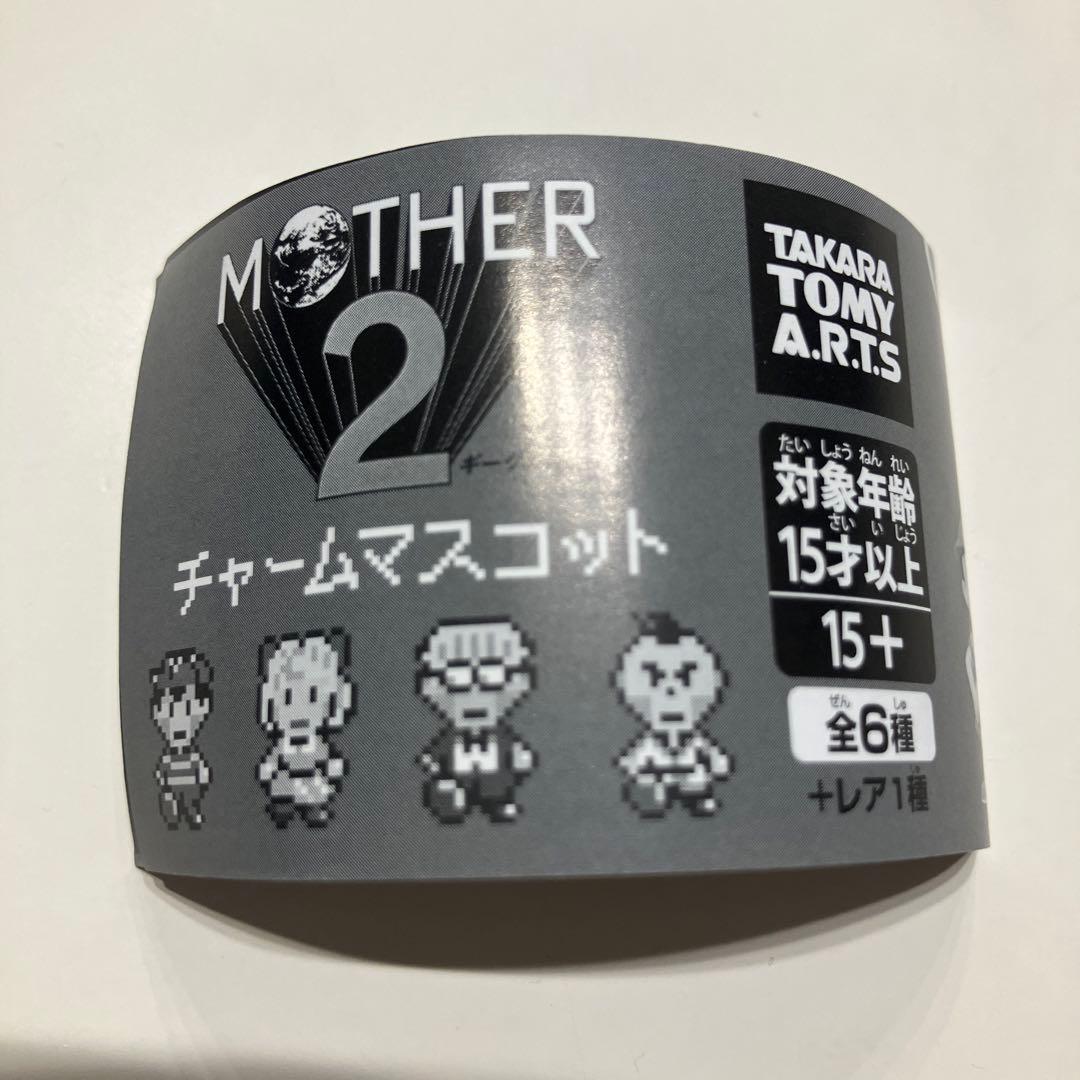 MOTHER
2
ギーグ
チャームマスコット
TAKARA
TOMY
A.R.T.S
たいしょうねんれい
対象年齢
さいいじょう
15才以上
15+
ぜん しゅ
全6種
しゅ
+レア1種